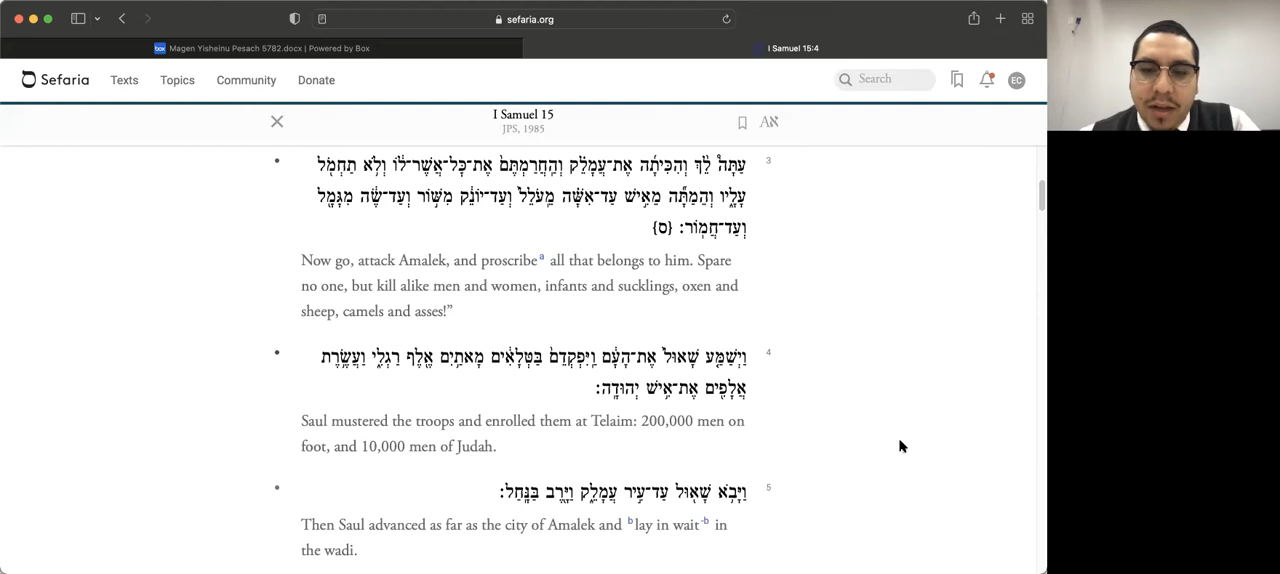 sefaria.org
Magen Yisheinu Pesach 5782.docx | Powered by Box
I Samuel 15:4
Sefaria Texts Topics Community Donate Search EC
I Samuel 15
JPS, 1985
3
עַתָּה֩ לֵ֨ךְ וְהִכִּיתָ֜ה אֶת־עֲמָלֵ֗ק וְהַֽחֲרַמְתֶּם֙ אֶת־כׇּל־אֲשֶׁר־ל֔וֹ וְלֹ֥א תַחְמֹ֖ל
עָלָ֑יו וְהֵמַתָּ֞ה מֵאִ֣ישׁ עַד־אִשָּׁ֗ה מֵֽעֹלֵל֙ וְעַד־יוֹנֵ֔ק מִשּׁ֣וֹר וְעַד־שֶׂ֔ה מִגָּמָ֖ל
וְעַד־חֲמֽוֹר׃ {ס}
Now go, attack Amalek, and proscribe a all that belongs to him. Spare
no one, but kill alike men and women, infants and sucklings, oxen and
sheep, camels and asses!”
4
וַיְשַׁמַּ֤ע שָׁאוּל֙ אֶת־הָעָ֔ם וַֽיִּפְקְדֵם֙ בַּטְּלָאִ֔ים מָאתַ֥יִם אֶ֖לֶף רַגְלִ֑י וַעֲשֶׂ֥רֶת
אֲלָפִ֖ים אֶת־אִ֥ישׁ יְהוּדָֽה׃
Saul mustered the troops and enrolled them at Telaim: 200,000 men on
foot, and 10,000 men of Judah.
5
וַיָּבֹ֥א שָׁא֖וּל עַד־עִ֣יר עֲמָלֵ֑ק וַיָּ֖רֶב בַּנָּֽחַל׃
Then Saul advanced as far as the city of Amalek and b lay in wait -b in
the wadi.